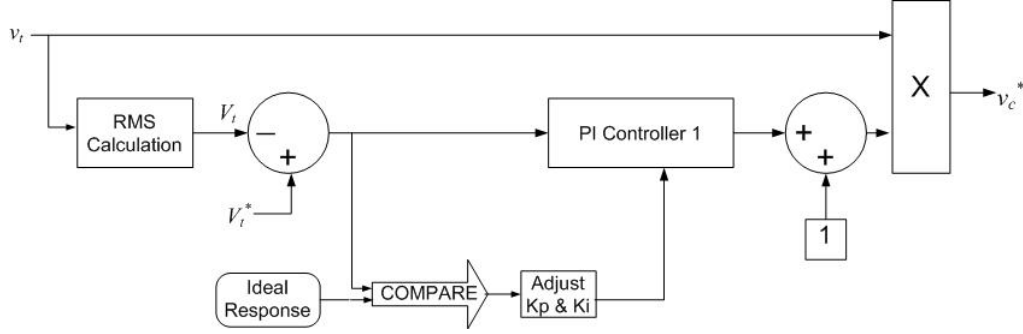 v_t
X
v_c*
RMS
Calculation
V_t
−
+
PI Controller 1
+
+
V_t*
1
Ideal
Response
COMPARE
Adjust
Kp & Ki